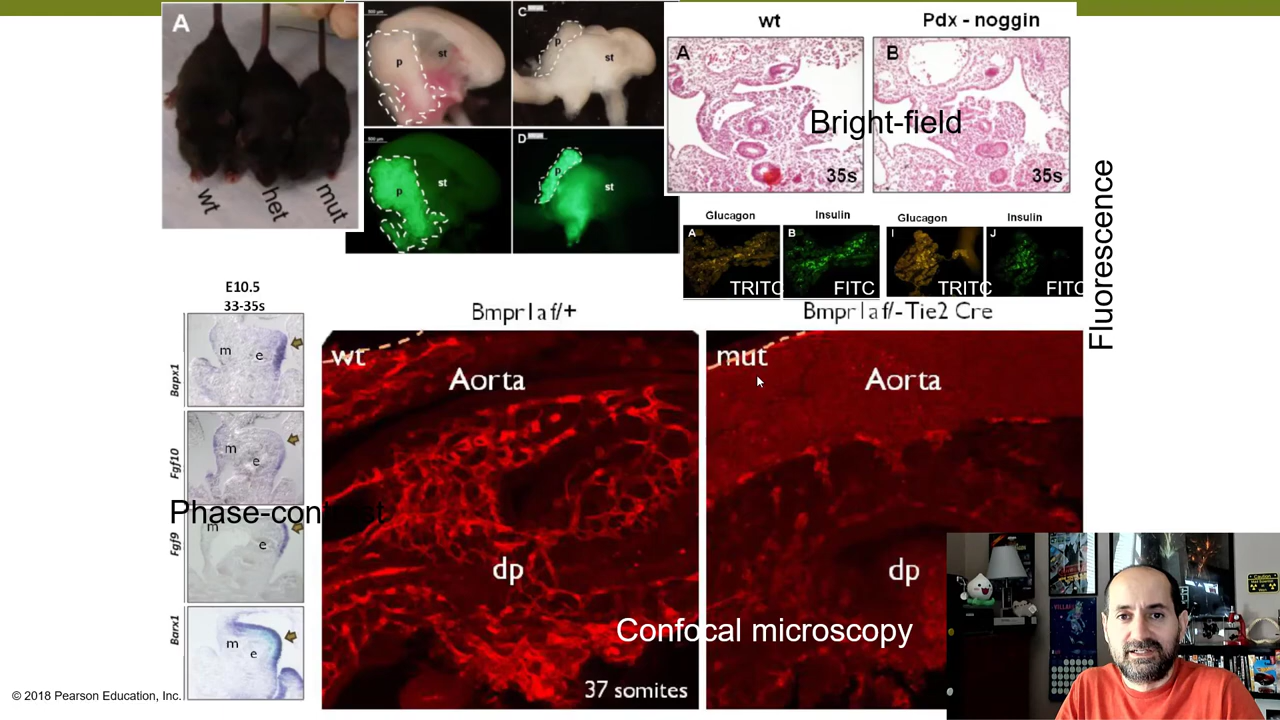 A
wt
het
mut
p
st
C
p
st
p
st
D
p
st
wt
Pdx - noggin
A
35s
B
35s
Bright-field
Glucagon
Insulin
Glucagon
Insulin
A
TRITC
B
FITC
I
TRITC
J
FITC
Fluorescence
E10.5
33-35s
Bapx1
m
e
Fgf10
m
e
Phase-contrast
Fgf9
m
e
Barx1
m
e
Bmpr1a f/+
Bmpr1a f/- Tie2 Cre
wt
Aorta
dp
37 somites
mut
Aorta
dp
Confocal microscopy
© 2018 Pearson Education, Inc.